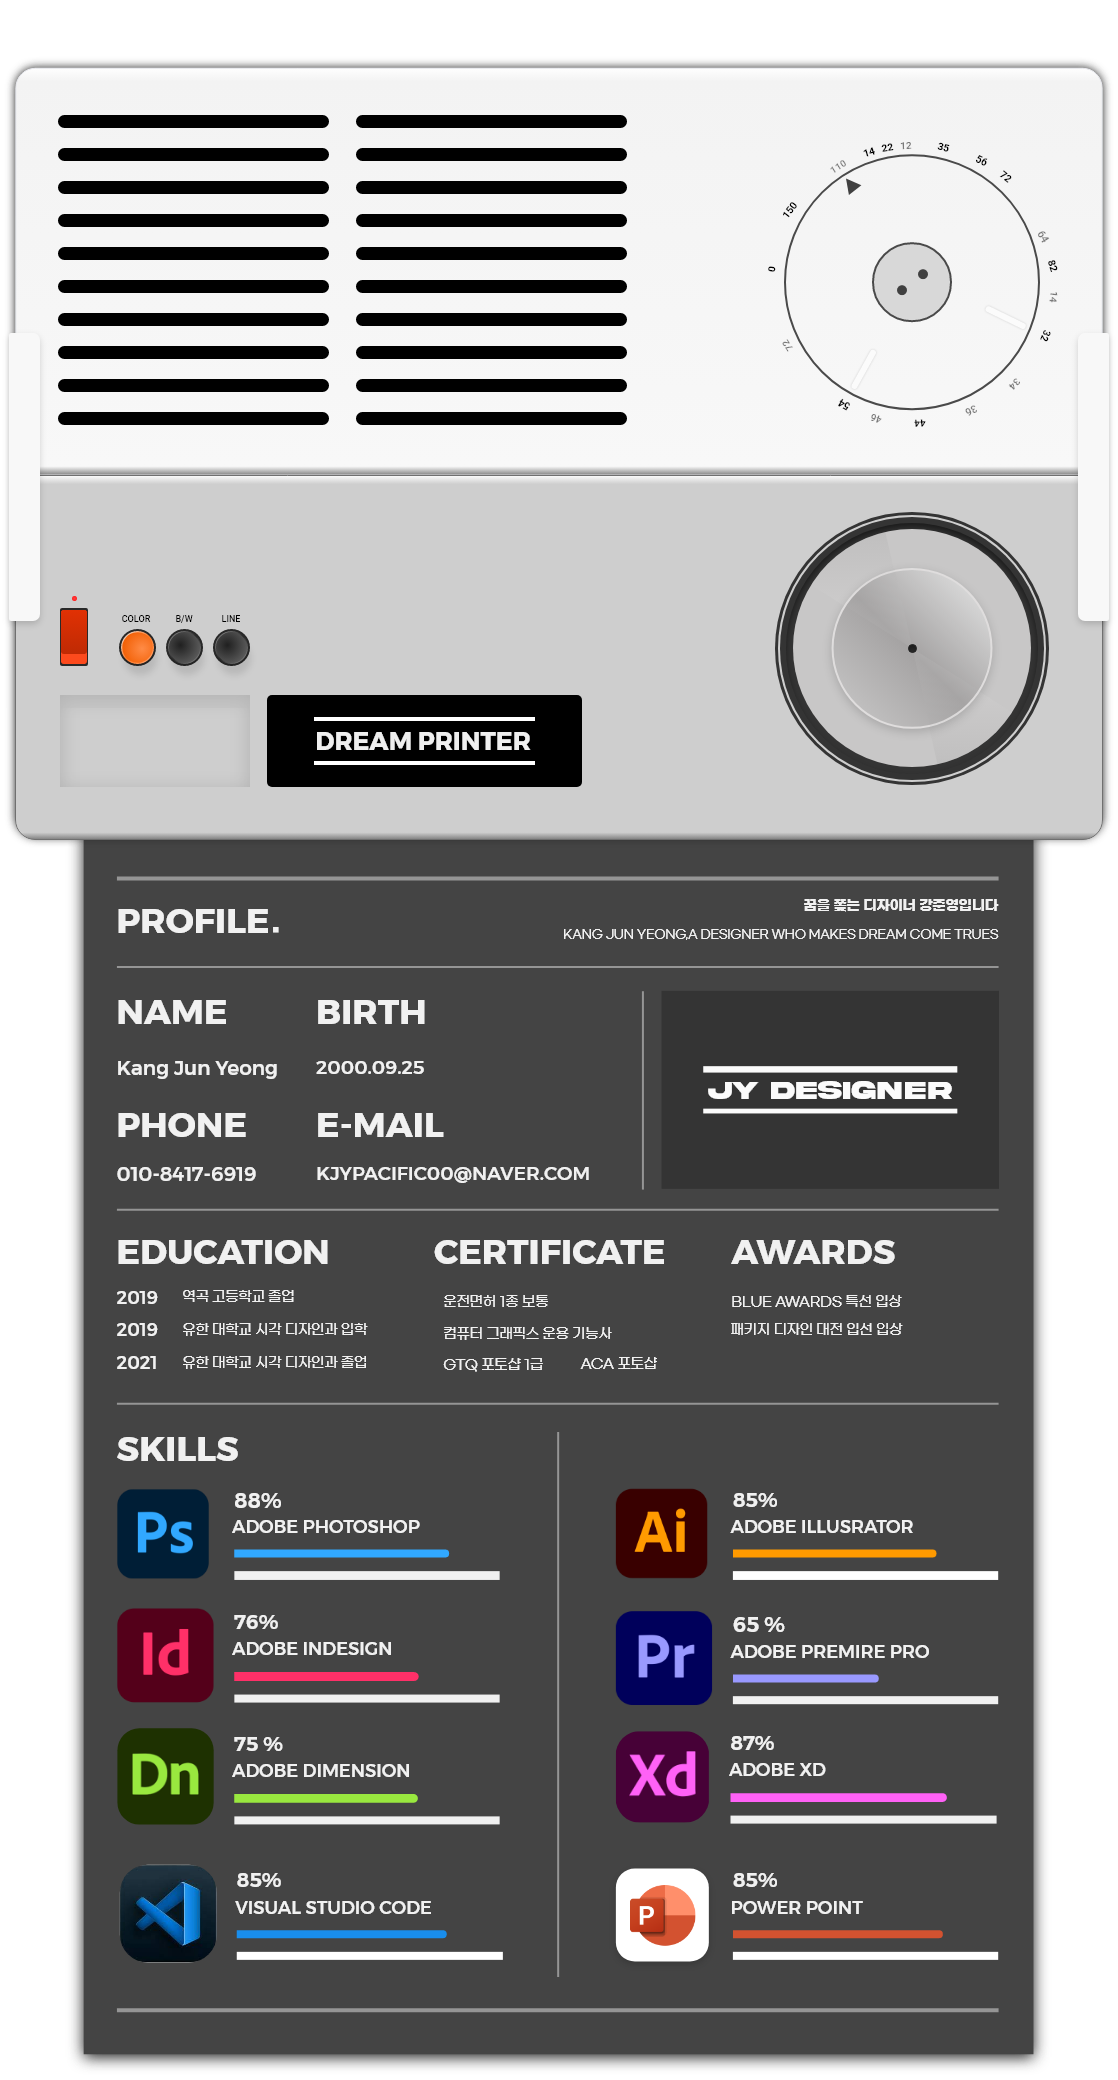 110 14 22 12 35 56 72
150
64
0 82
14
32
72
34
54 46 44 36
COLOR B/W LINE
DREAM PRINTER
PROFILE.
꿈을 쫓는 디자이너 강준영입니다
KANG JUN YEONG,A DESIGNER WHO MAKES DREAM COME TRUES
NAME BIRTH
Kang Jun Yeong 2000.09.25
JY DESIGNER
PHONE E-MAIL
010-8417-6919 KJYPACIFIC00@NAVER.COM
EDUCATION
2019 역곡 고등학교 졸업
2019 유한 대학교 시각 디자인과 입학
2021 유한 대학교 시각 디자인과 졸업
CERTIFICATE
운전면허 1종 보통
컴퓨터 그래픽스 운용 기능사
GTQ 포토샵 1급 ACA 포토샵
AWARDS
BLUE AWARDS 특선 입상
패키지 디자인 대전 입선 입상
SKILLS
Ps
88%
ADOBE PHOTOSHOP
Ai
85%
ADOBE ILLUSRATOR
Id
76%
ADOBE INDESIGN
Pr
65 %
ADOBE PREMIRE PRO
Dn
75 %
ADOBE DIMENSION
Xd
87%
ADOBE XD
85%
VISUAL STUDIO CODE
P
85%
POWER POINT